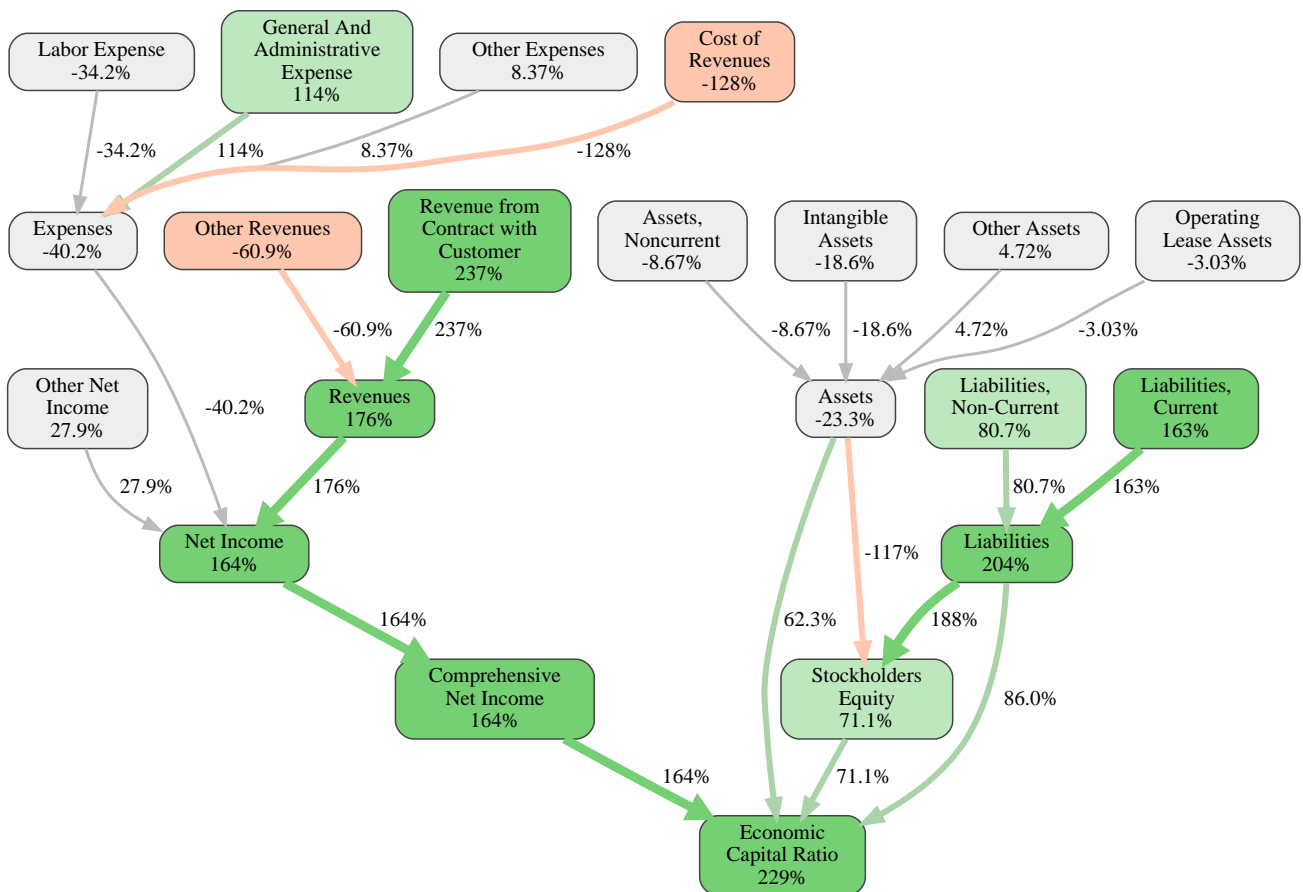 Labor Expense
-34.2%
General And
Administrative
Expense
114%
Other Expenses
8.37%
Cost of
Revenues
-128%
-34.2%
114%
8.37%
-128%
Expenses
-40.2%
Other Revenues
-60.9%
Revenue from
Contract with
Customer
237%
Assets,
Noncurrent
-8.67%
Intangible
Assets
-18.6%
Other Assets
4.72%
Operating
Lease Assets
-3.03%
-60.9%
237%
-8.67%
-18.6%
4.72%
-3.03%
Other Net
Income
27.9%
-40.2%
Revenues
176%
Assets
-23.3%
Liabilities,
Non-Current
80.7%
Liabilities,
Current
163%
27.9%
176%
80.7%
163%
Net Income
164%
-117%
Liabilities
204%
164%
62.3%
188%
Comprehensive
Net Income
164%
Stockholders
Equity
71.1%
86.0%
164%
71.1%
Economic
Capital Ratio
229%